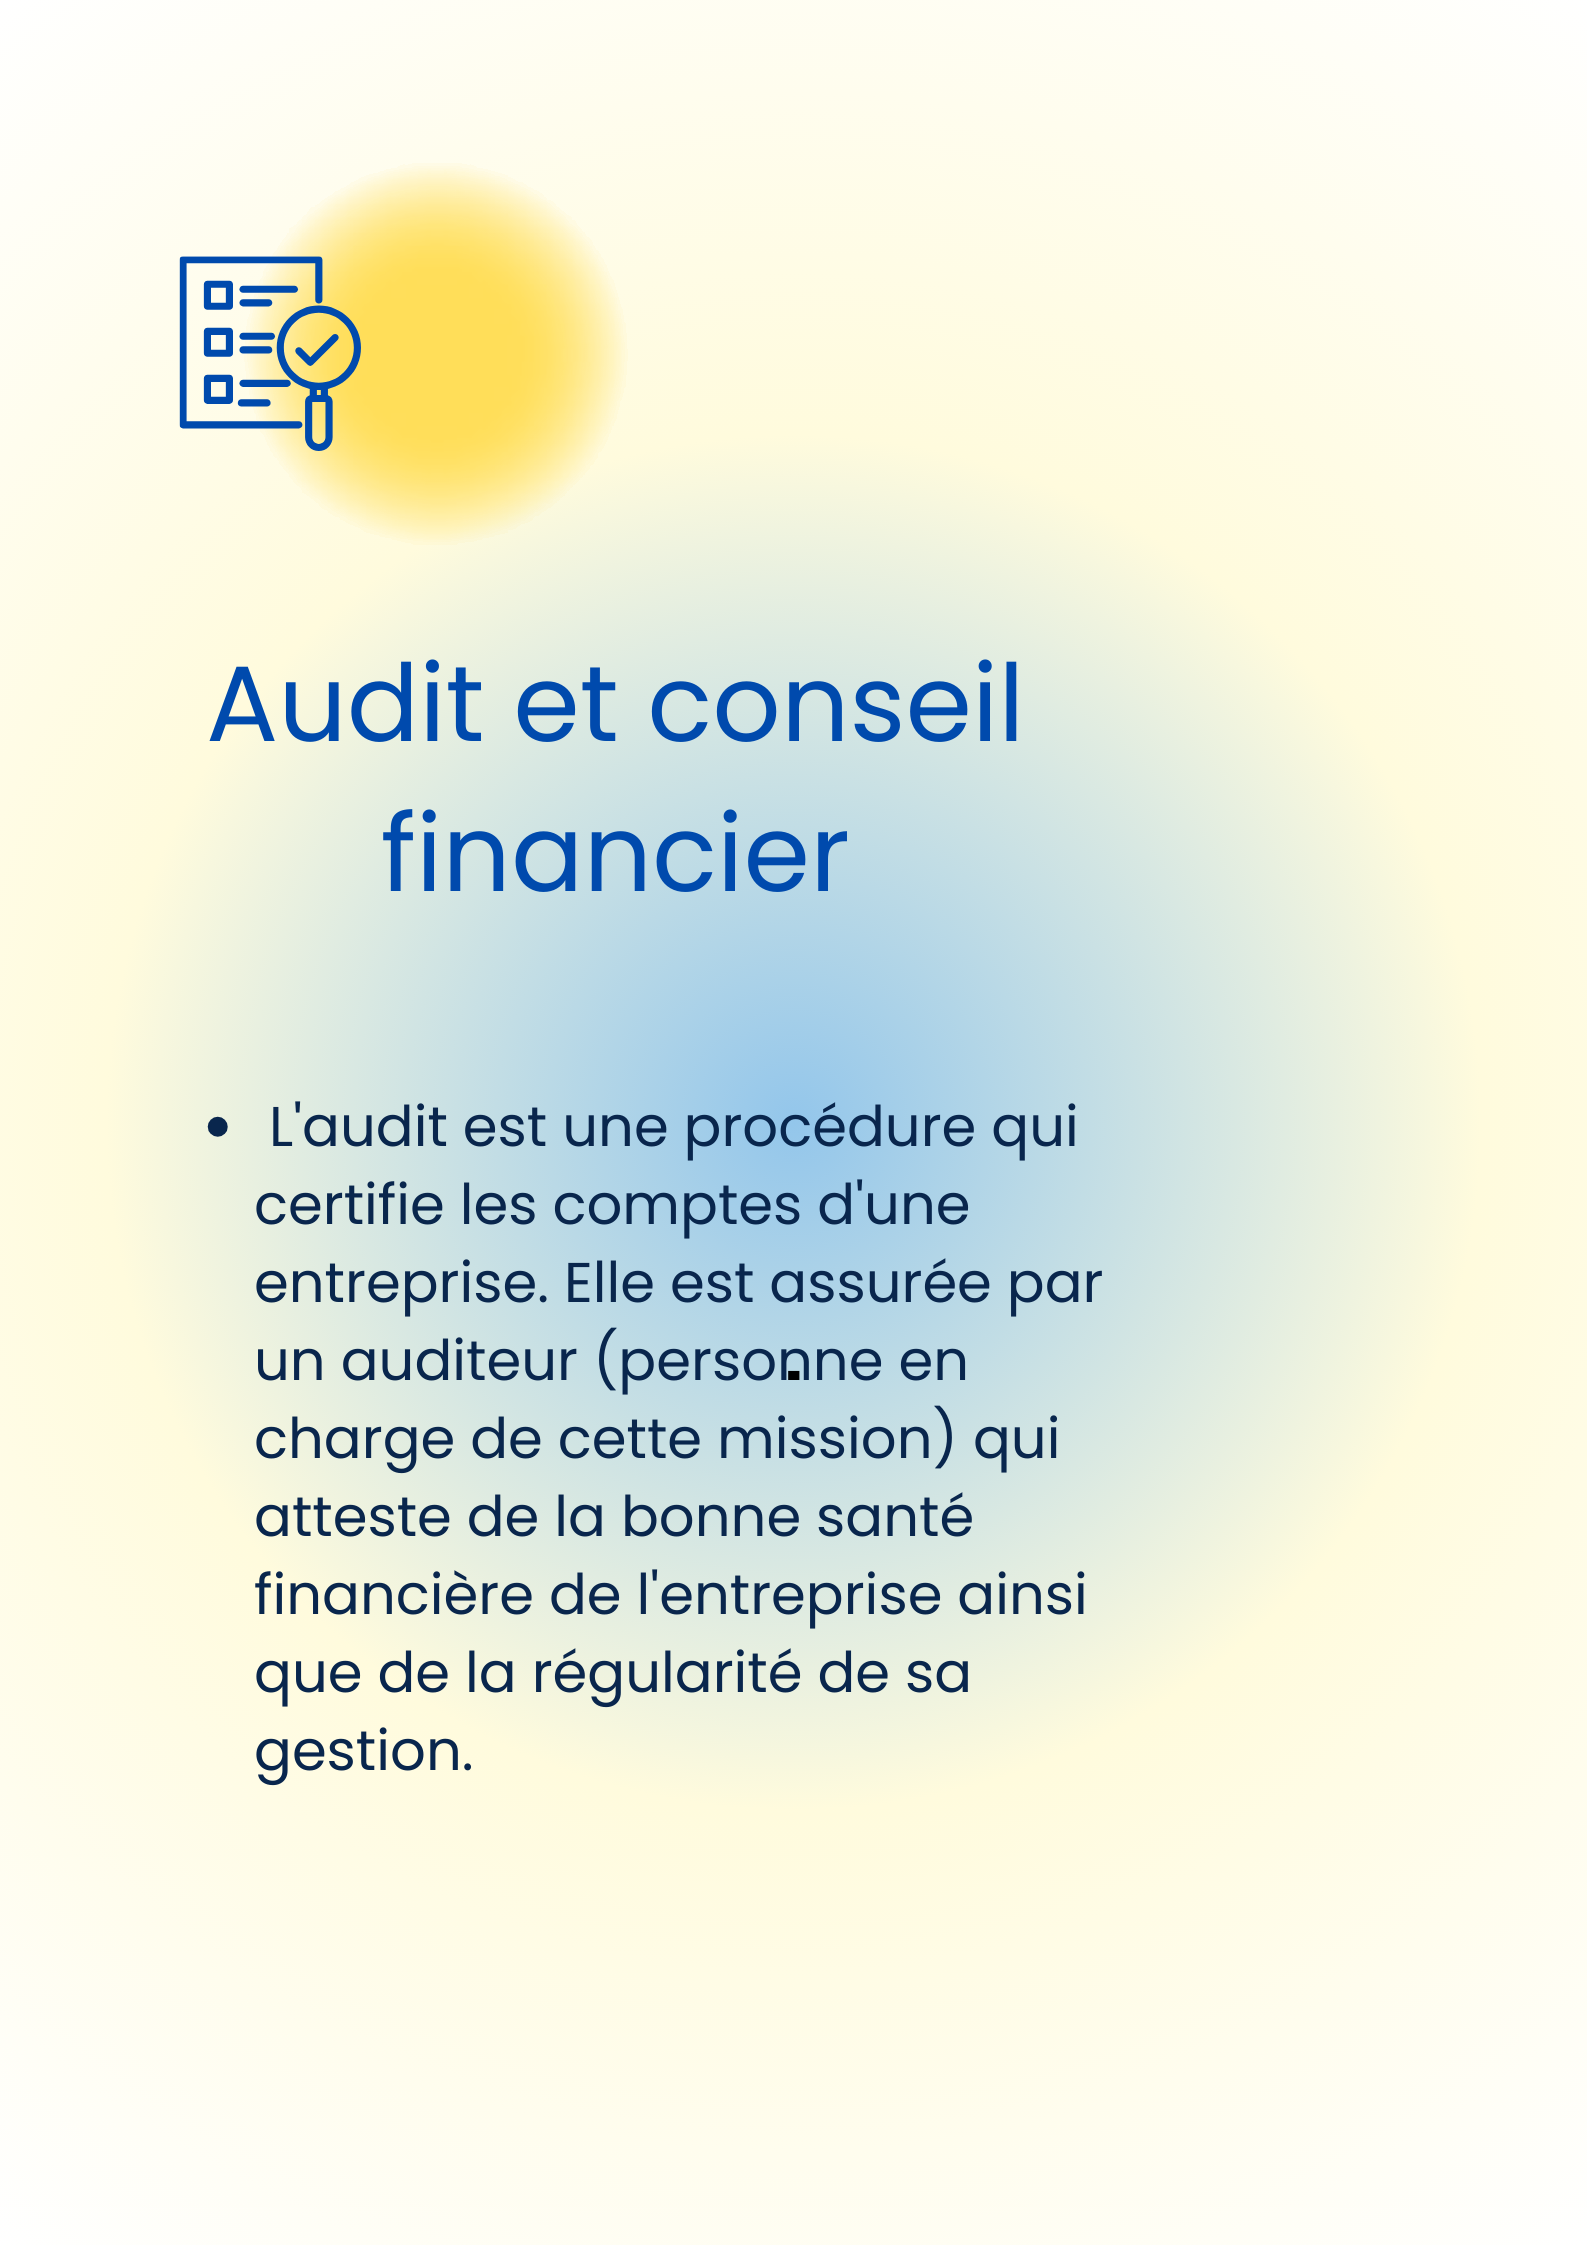 Audit et conseil
financier
• L'audit est une procédure qui
certifie les comptes d'une
entreprise. Elle est assurée par
un auditeur (personne en
charge de cette mission) qui
atteste de la bonne santé
financière de l'entreprise ainsi
que de la régularité de sa
gestion.